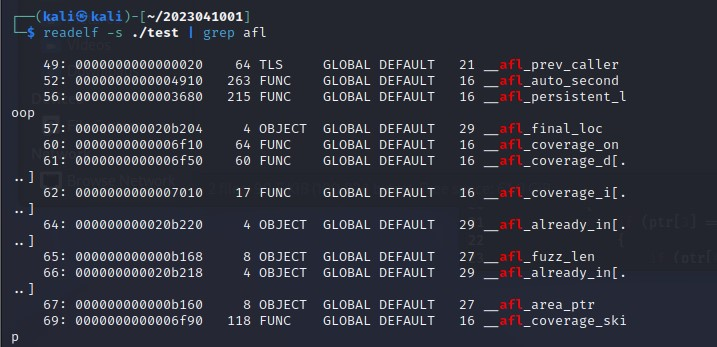 (kali㉿kali)-[~/2023041001]
$ readelf -s ./test | grep afl
49: 0000000000000020 64 TLS GLOBAL DEFAULT 21 __afl_prev_caller
52: 0000000000004910 263 FUNC GLOBAL DEFAULT 16 __afl_auto_second
56: 0000000000003680 215 FUNC GLOBAL DEFAULT 16 __afl_persistent_l
oop
57: 000000000020b204 4 OBJECT GLOBAL DEFAULT 29 __afl_final_loc
60: 0000000000006f10 64 FUNC GLOBAL DEFAULT 16 __afl_coverage_on
61: 0000000000006f50 60 FUNC GLOBAL DEFAULT 16 __afl_coverage_d[.
..]
62: 0000000000007010 17 FUNC GLOBAL DEFAULT 16 __afl_coverage_i[.
..]
64: 000000000020b220 4 OBJECT GLOBAL DEFAULT 29 __afl_already_in[.
..]
65: 000000000000b168 8 OBJECT GLOBAL DEFAULT 27 __afl_fuzz_len
66: 000000000020b218 4 OBJECT GLOBAL DEFAULT 29 __afl_already_in[.
..]
67: 000000000000b160 8 OBJECT GLOBAL DEFAULT 27 __afl_area_ptr
69: 0000000000006f90 118 FUNC GLOBAL DEFAULT 16 __afl_coverage_ski
p